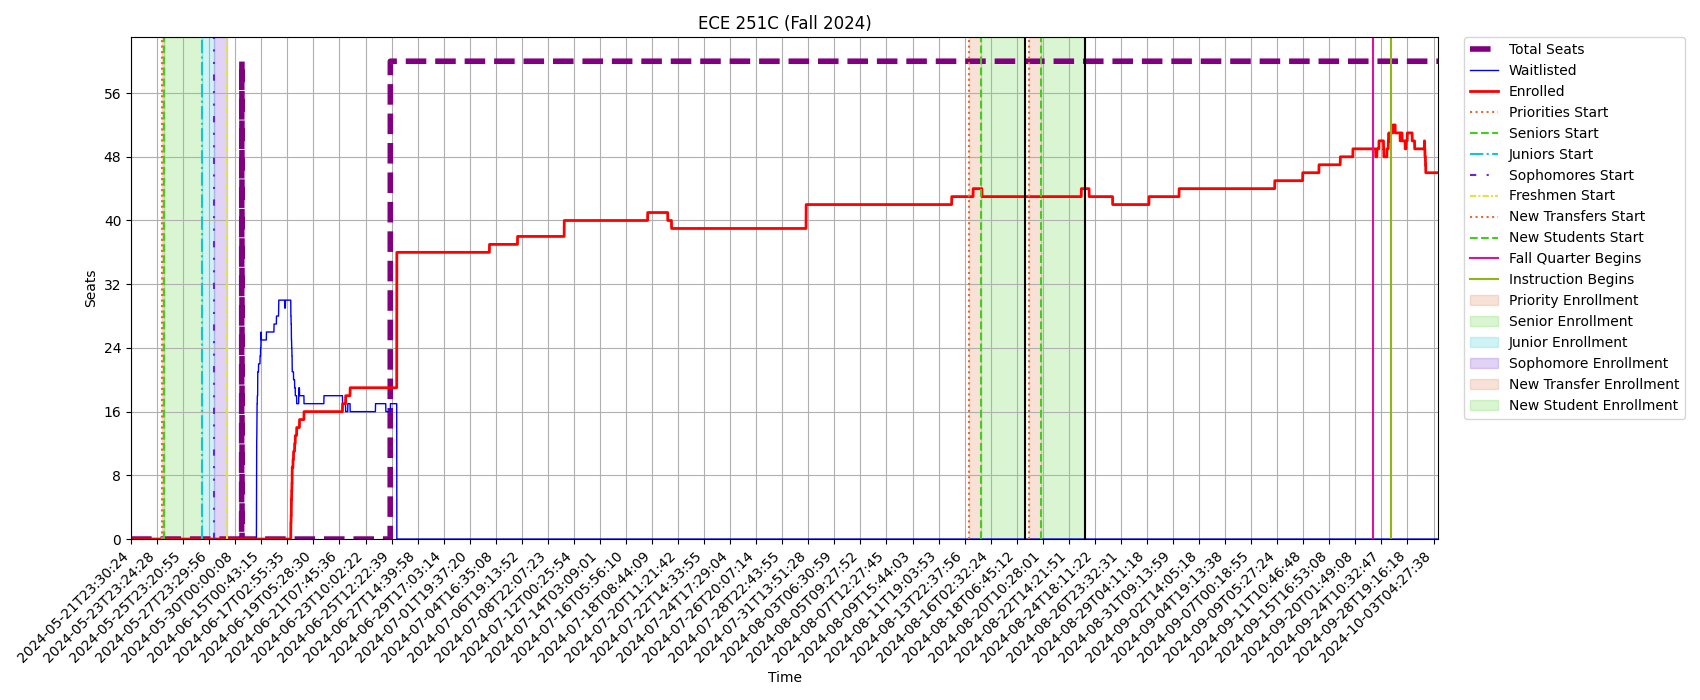 ECE 251C (Fall 2024)
Seats
56
48
40
32
24
16
8
0
2024-05-21T23:30:24
2024-05-23T23:24:28
2024-05-25T23:20:55
2024-05-27T23:29:56
2024-05-30T00:00:08
2024-06-15T00:43:15
2024-06-17T02:55:35
2024-06-19T05:28:30
2024-06-21T07:45:36
2024-06-23T10:02:22
2024-06-25T12:22:39
2024-06-27T14:39:58
2024-06-29T17:03:14
2024-07-01T19:37:20
2024-07-04T16:35:08
2024-07-06T19:13:52
2024-07-08T22:07:23
2024-07-12T00:25:54
2024-07-14T03:09:01
2024-07-16T05:56:10
2024-07-18T08:44:09
2024-07-20T11:21:42
2024-07-22T14:33:55
2024-07-24T17:29:04
2024-07-26T20:07:14
2024-07-28T22:43:55
2024-07-31T13:51:28
2024-08-03T06:30:59
2024-08-05T09:27:52
2024-08-07T12:27:45
2024-08-09T15:44:03
2024-08-11T19:03:53
2024-08-13T22:37:56
2024-08-16T02:32:24
2024-08-18T06:45:12
2024-08-20T10:28:01
2024-08-22T14:21:51
2024-08-24T18:11:22
2024-08-26T23:32:31
2024-08-29T04:11:18
2024-08-31T09:13:59
2024-09-02T14:05:18
2024-09-04T19:13:38
2024-09-07T00:18:55
2024-09-09T05:27:24
2024-09-11T10:46:48
2024-09-15T16:53:08
2024-09-20T01:49:08
2024-09-24T10:32:47
2024-09-28T19:16:18
2024-10-03T04:27:38
Time
Total Seats
Waitlisted
Enrolled
Priorities Start
Seniors Start
Juniors Start
Sophomores Start
Freshmen Start
New Transfers Start
New Students Start
Fall Quarter Begins
Instruction Begins
Priority Enrollment
Senior Enrollment
Junior Enrollment
Sophomore Enrollment
New Transfer Enrollment
New Student Enrollment